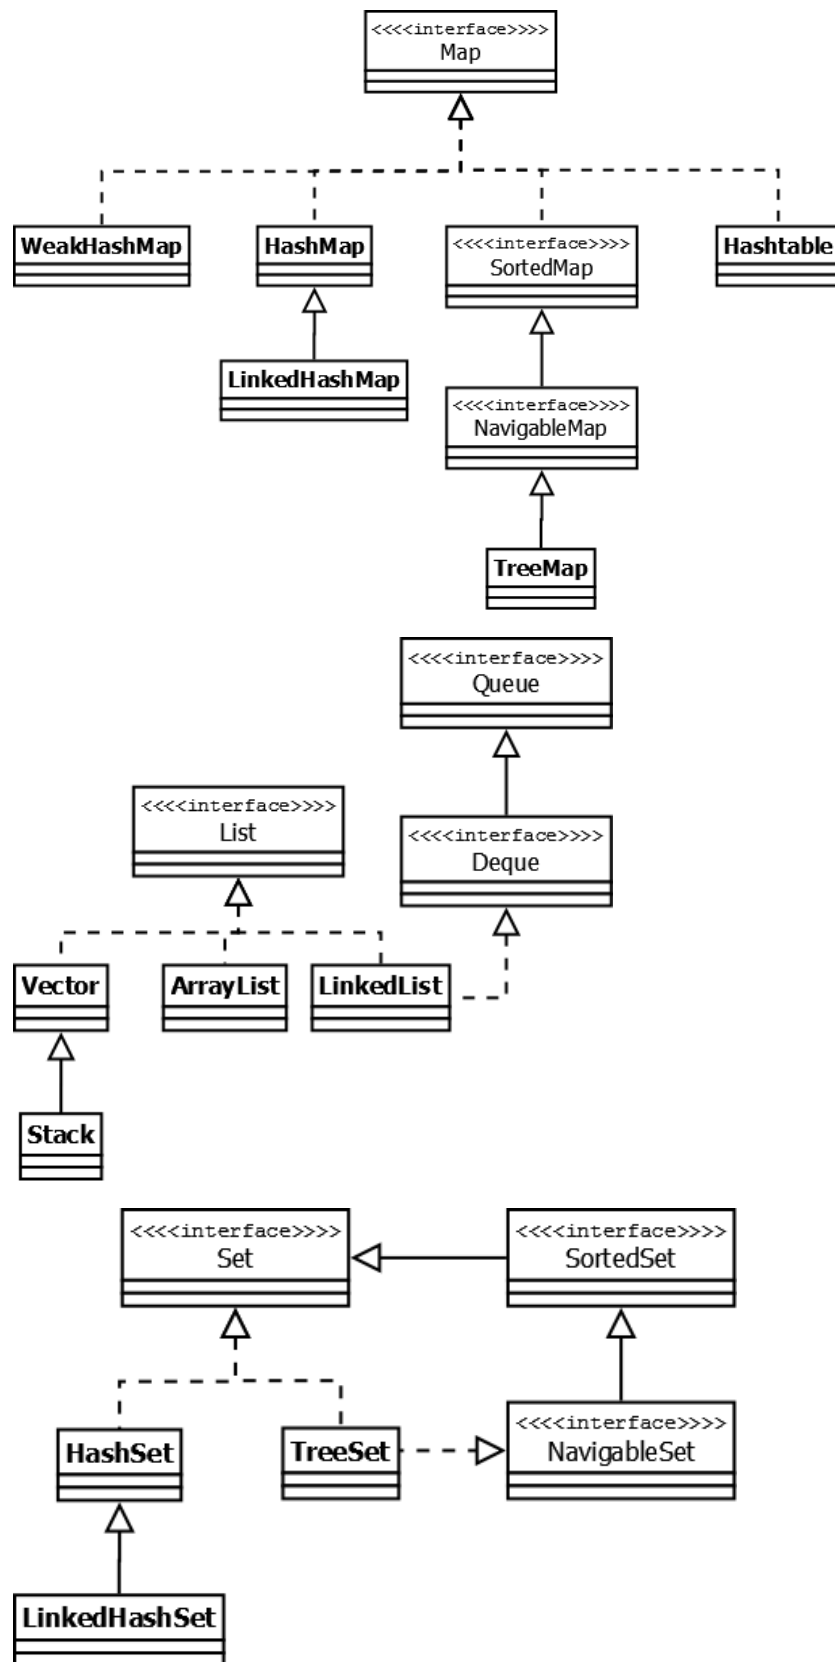 <<<<interface>>>>
Map
WeakHashMap
HashMap
<<<<interface>>>>
SortedMap
Hashtable
LinkedHashMap
<<<<interface>>>>
NavigableMap
TreeMap
<<<<interface>>>>
Queue
<<<<interface>>>>
List
<<<<interface>>>>
Deque
Vector
ArrayList
LinkedList
Stack
<<<<interface>>>>
Set
<<<<interface>>>>
SortedSet
HashSet
TreeSet
<<<<interface>>>>
NavigableSet
LinkedHashSet